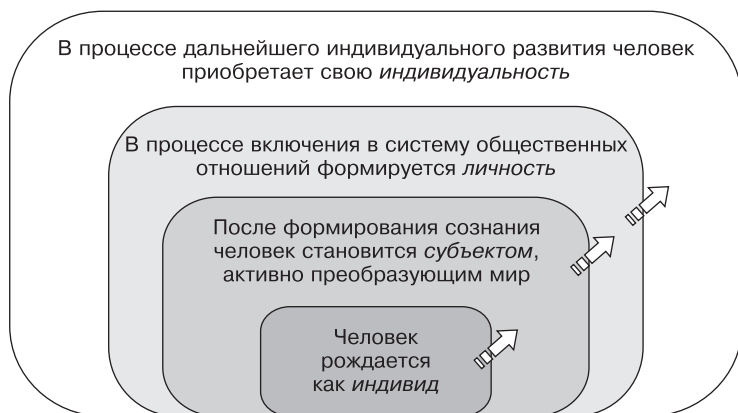 В процессе дальнейшего индивидуального развития человек
приобретает свою индивидуальность
В процессе включения в систему общественных
отношений формируется личность
После формирования сознания
человек становится субъектом,
активно преобразующим мир
Человек
рождается
как индивид